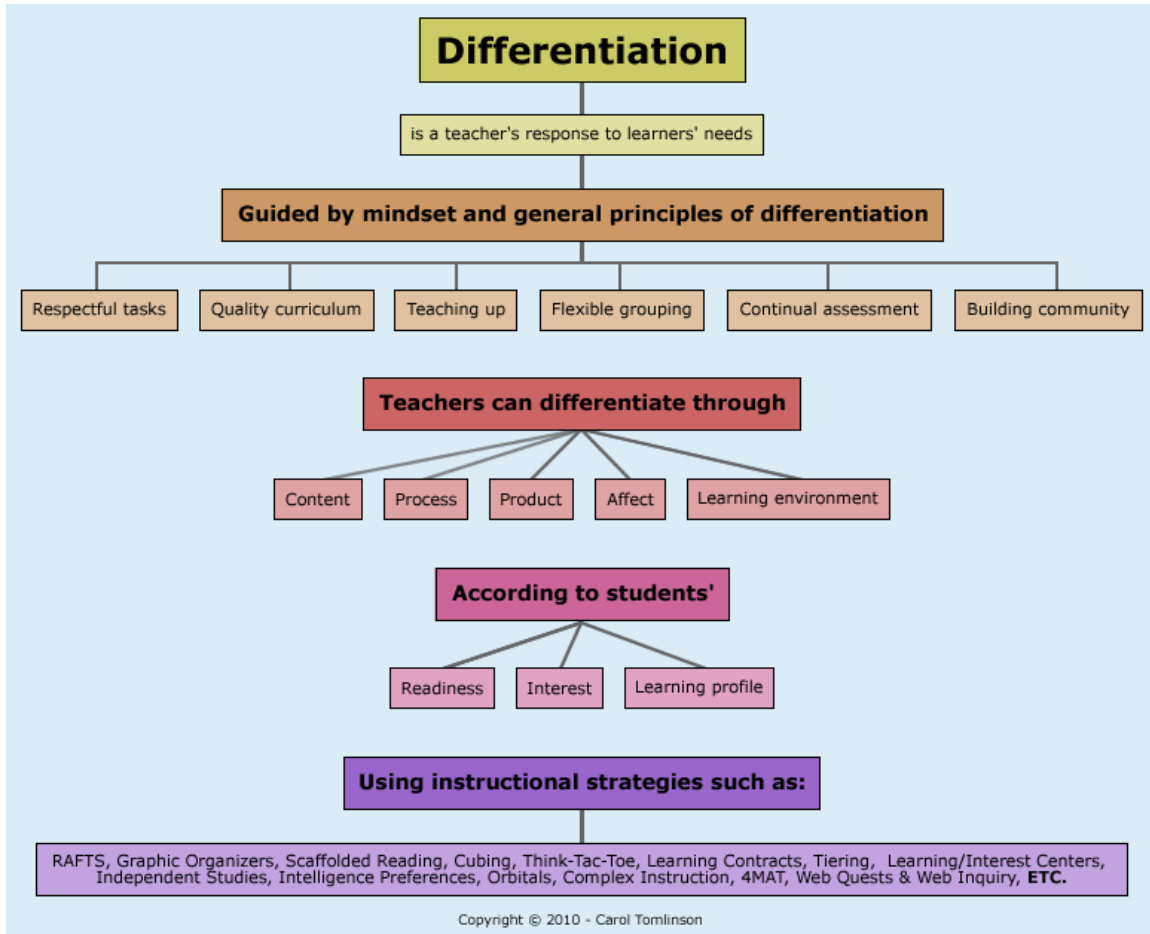 Differentiation
is a teacher's response to learners' needs
Guided by mindset and general principles of differentiation
Respectful tasks
Quality curriculum
Teaching up
Flexible grouping
Continual assessment
Building community
Teachers can differentiate through
Content
Process
Product
Affect
Learning environment
According to students'
Readiness
Interest
Learning profile
Using instructional strategies such as:
RAFTS, Graphic Organizers, Scaffolded Reading, Cubing, Think-Tac-Toe, Learning Contracts, Tiering, Learning/Interest Centers,
Independent Studies, Intelligence Preferences, Orbitals, Complex Instruction, 4MAT, Web Quests & Web Inquiry, ETC.
Copyright © 2010 - Carol Tomlinson